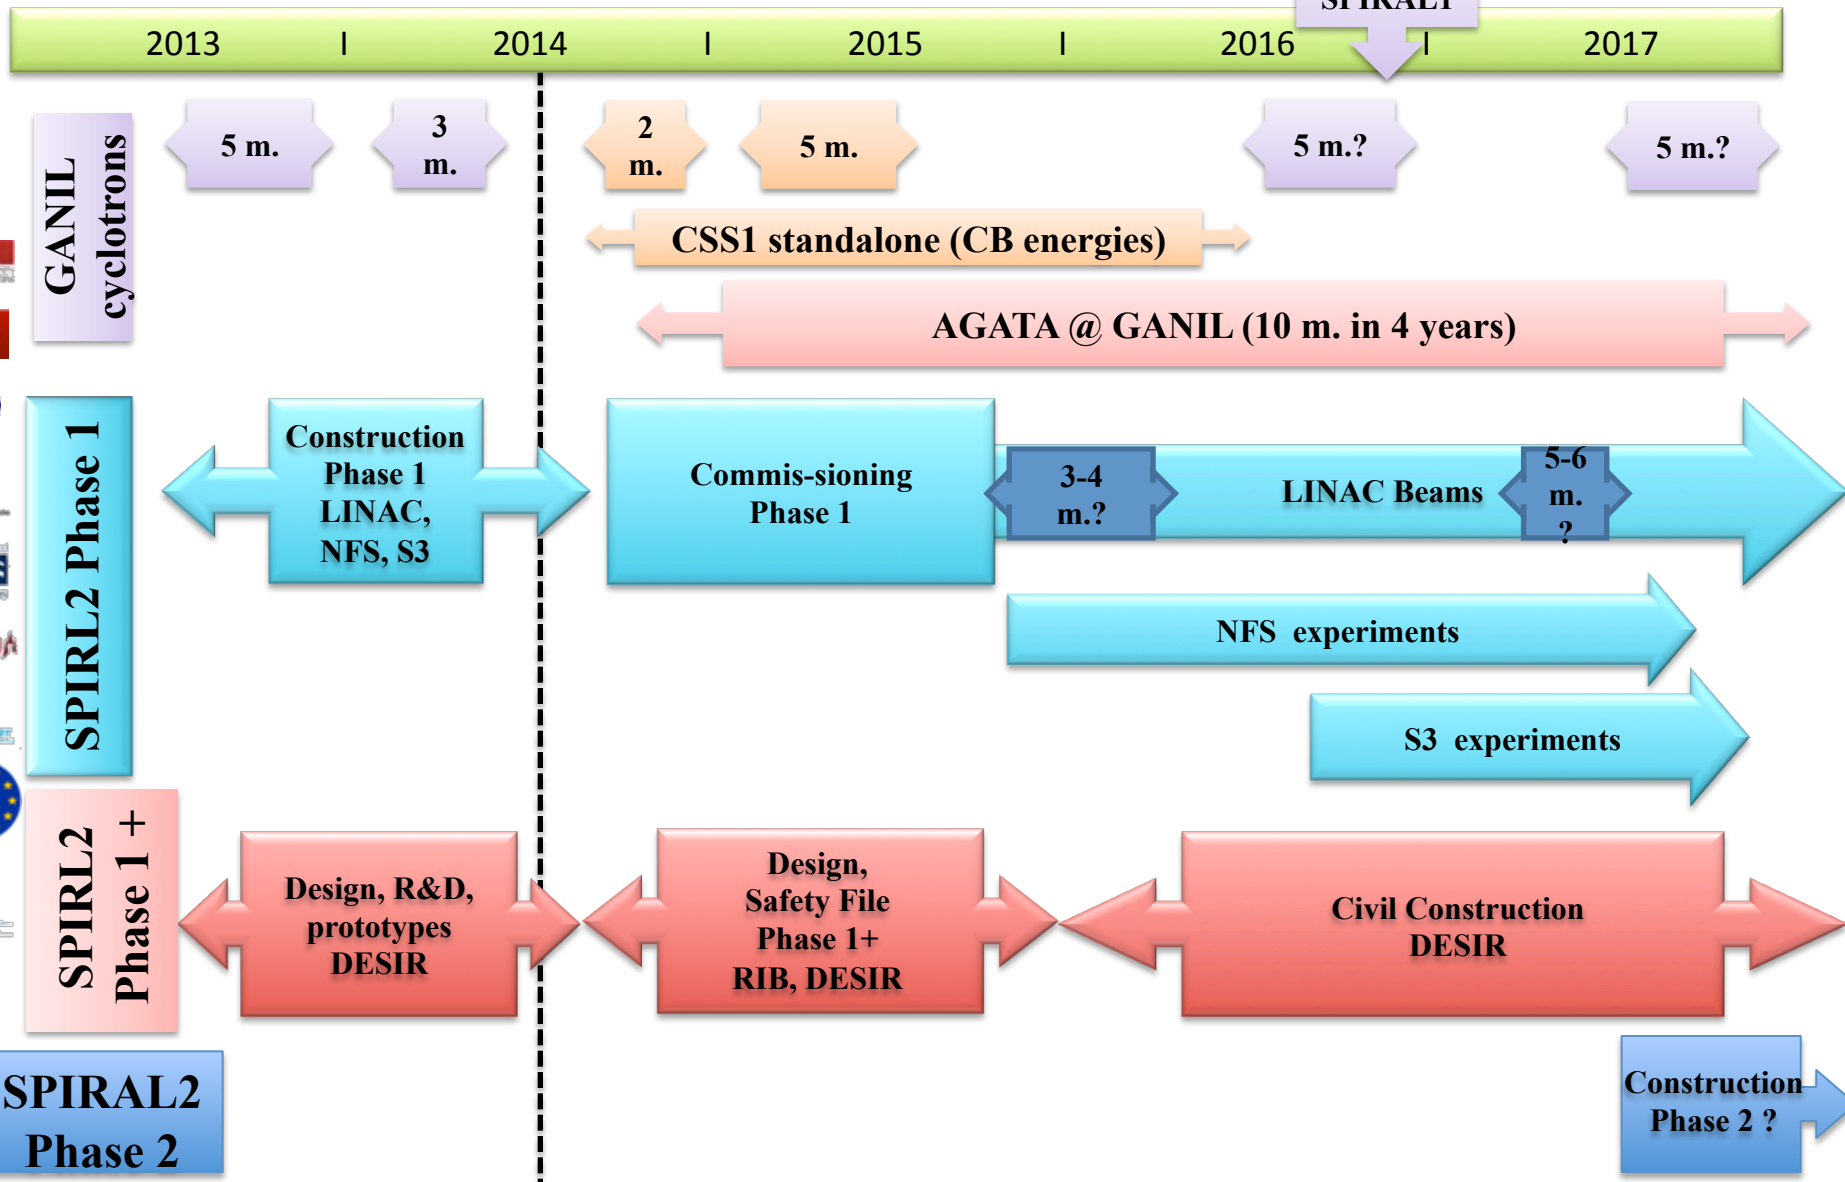 SPIRAL1
2013 I 2014 I 2015 I 2016 I 2017
GANIL
cyclotrons
5 m.
3
m.
2
m.
5 m.
5 m.?
5 m.?
CSS1 standalone (CB energies)
AGATA @ GANIL (10 m. in 4 years)
SPIRL2 Phase 1
Construction
Phase 1
LINAC,
NFS, S3
Commis-sioning
Phase 1
3-4
m.?
LINAC Beams
5-6
m.
?
NFS experiments
S3 experiments
SPIRL2
Phase 1 +
Design, R&D,
prototypes
DESIR
Design,
Safety File
Phase 1+
RIB, DESIR
Civil Construction
DESIR
SPIRAL2
Phase 2
Construction
Phase 2 ?